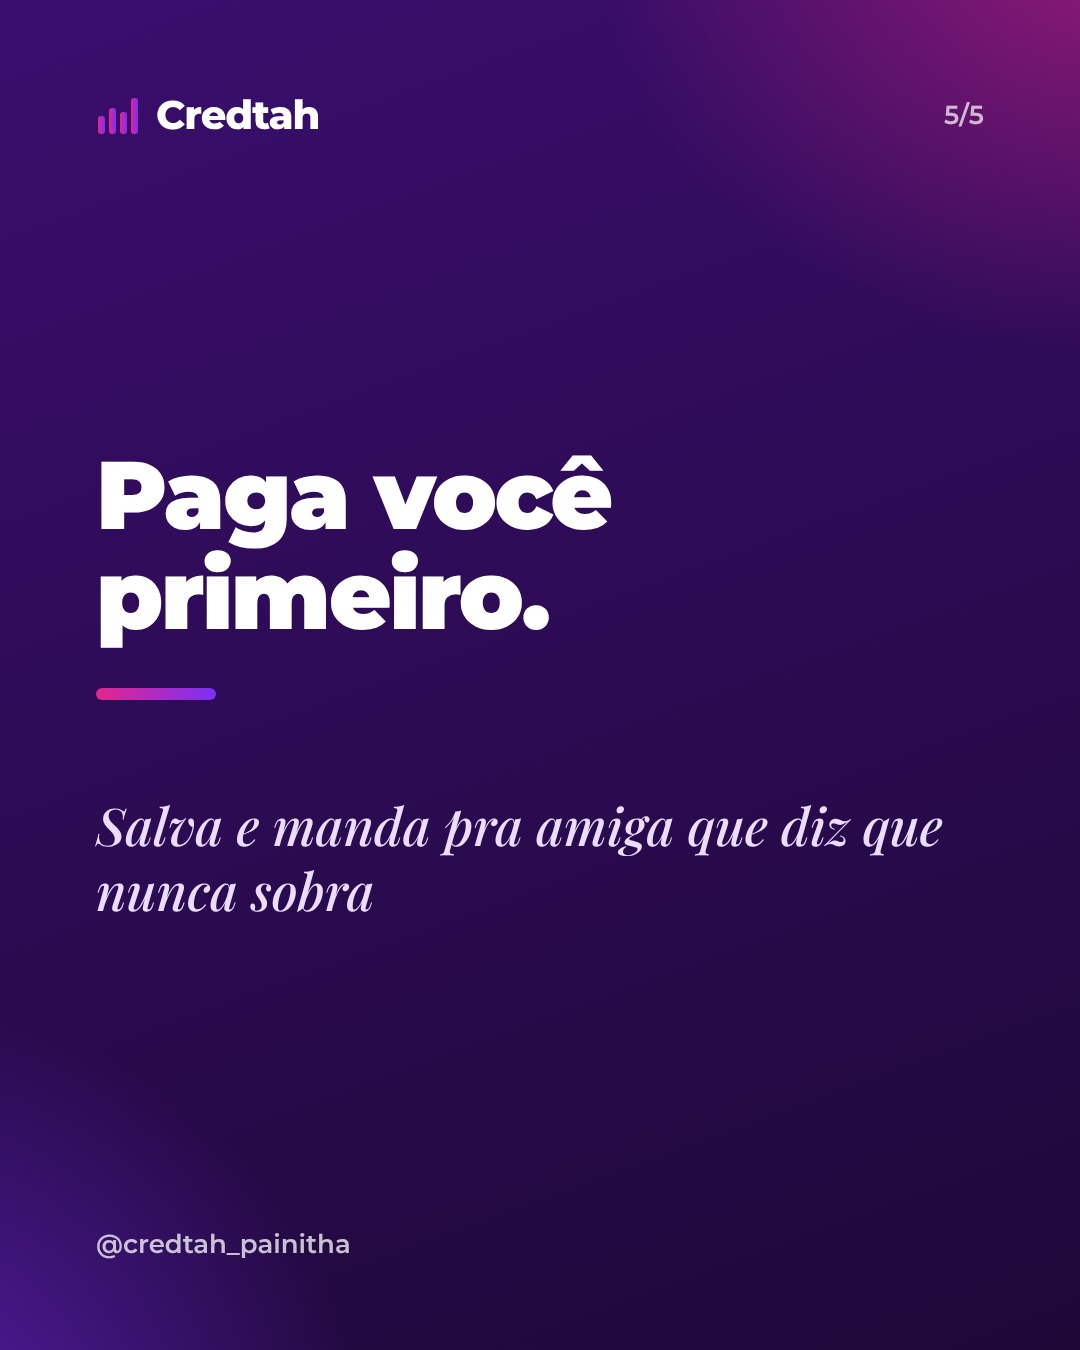 Credtah
5/5
Paga você
primeiro.
Salva e manda pra amiga que diz que
nunca sobra
@credtah_painitha